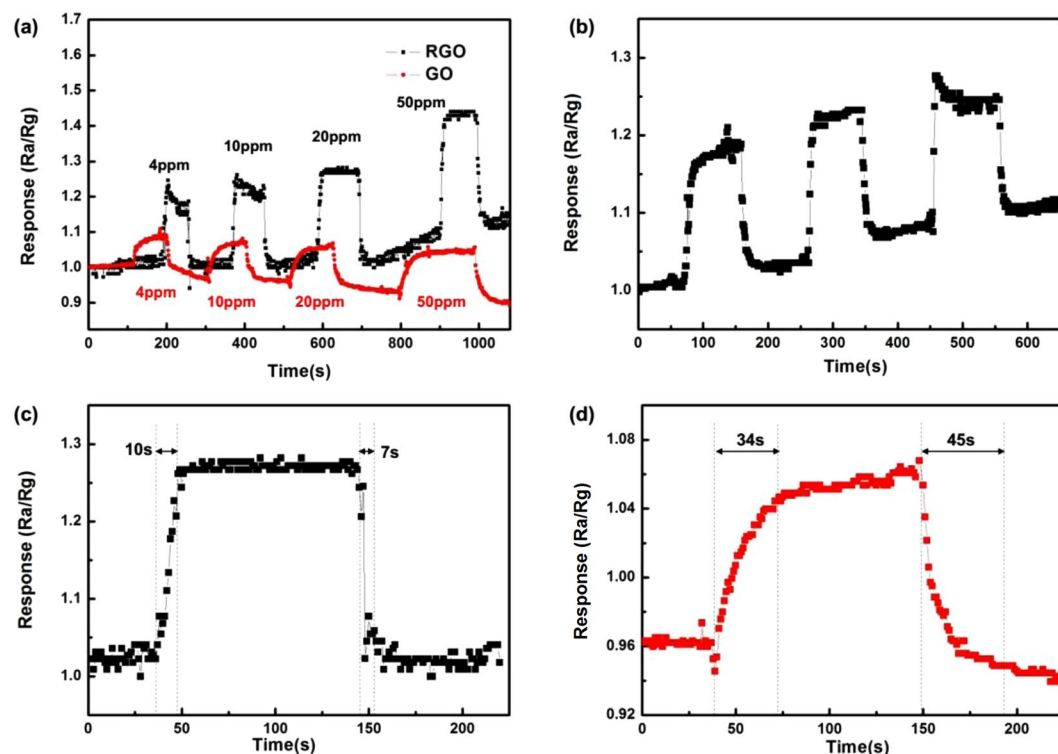 (a)
1.7
1.6
1.5
1.4
1.3
1.2
1.1
1.0
0.9
Response (Ra/Rg)
RGO
GO
4ppm
10ppm
20ppm
50ppm
4ppm
10ppm
20ppm
50ppm
0 200 400 600 800 1000
Time(s)
(b)
1.3
1.2
1.1
1.0
Response (Ra/Rg)
0 100 200 300 400 500 600
Time(s)
(c)
1.3
1.2
1.1
1.0
Response (Ra/Rg)
10s
7s
0 50 100 150 200
Time(s)
(d)
1.08
1.04
1.00
0.96
0.92
Response (Ra/Rg)
34s
45s
0 50 100 150 200
Time(s)